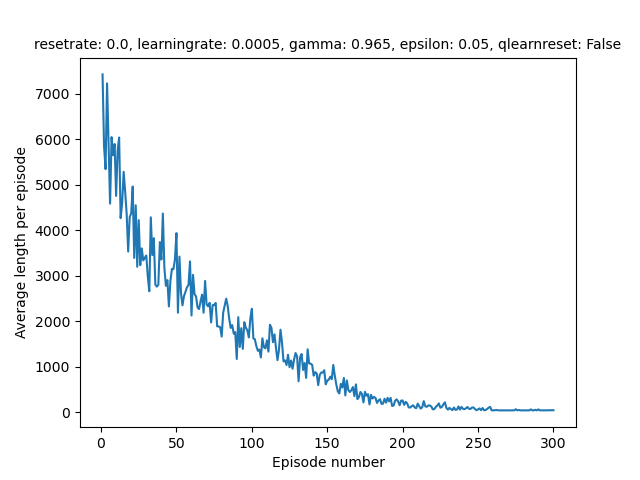 resetrate: 0.0, learningrate: 0.0005, gamma: 0.965, epsilon: 0.05, qlearnreset: False
Average length per episode
7000
6000
5000
4000
3000
2000
1000
0
0 50 100 150 200 250 300
Episode number